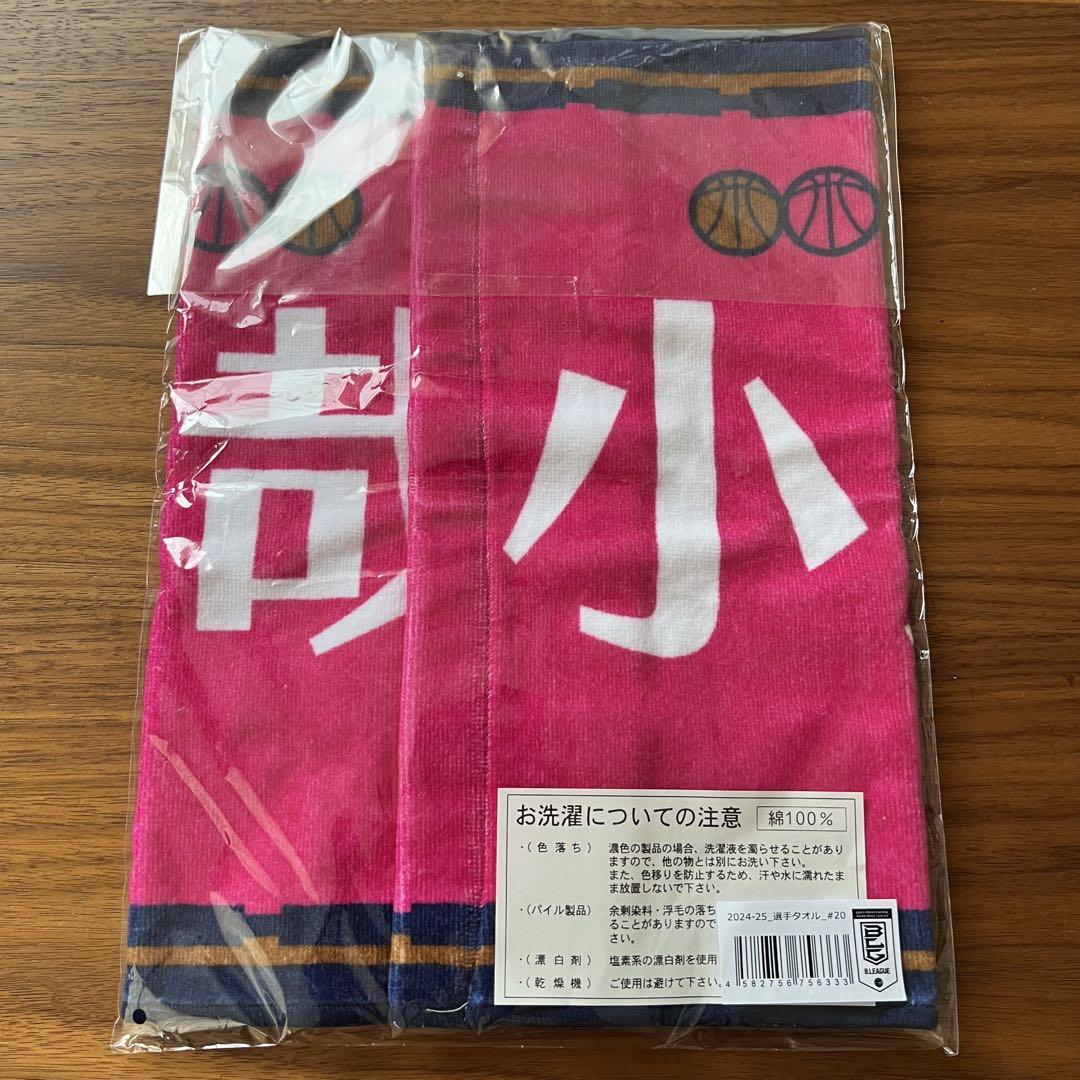 小
お洗濯についての注意
綿100%
・(色落ち) 濃色の製品の場合、洗濯液を濁らせることがあり
ますので、他の物とは別にお洗い下さい。
また、色移りを防止するため、汗や水に濡れたま
ま放置しないで下さい。
・(パイル製品) 余剰染料・浮毛の落ち
ることがありますので
さい。
・(漂白剤) 塩素系の漂白剤を使用
・(乾燥機) ご使用は避けて下さい。
2024-25_選手タオル_#20
4582756756333
B.LEAGUE